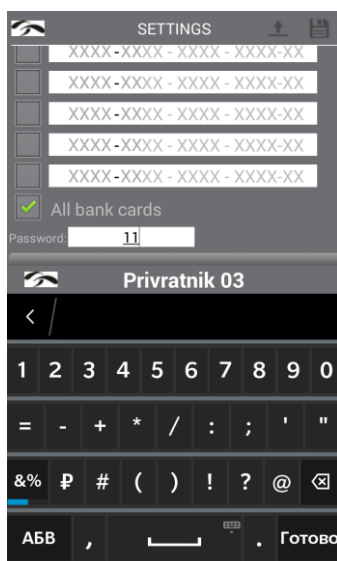 SETTINGS
XXXX-XXXX - XXXX - XXXX-XX
XXXX-XXXX - XXXX - XXXX-XX
XXXX-XXXX - XXXX - XXXX-XX
XXXX-XXXX - XXXX - XXXX-XX
XXXX-XXXX - XXXX - XXXX-XX
All bank cards
Password: 11
Privratnik 03
1 2 3 4 5 6 7 8 9 0
= - + * / : ; ' "
&% ₽ # ( ) ! ? @
АБВ , . Готово